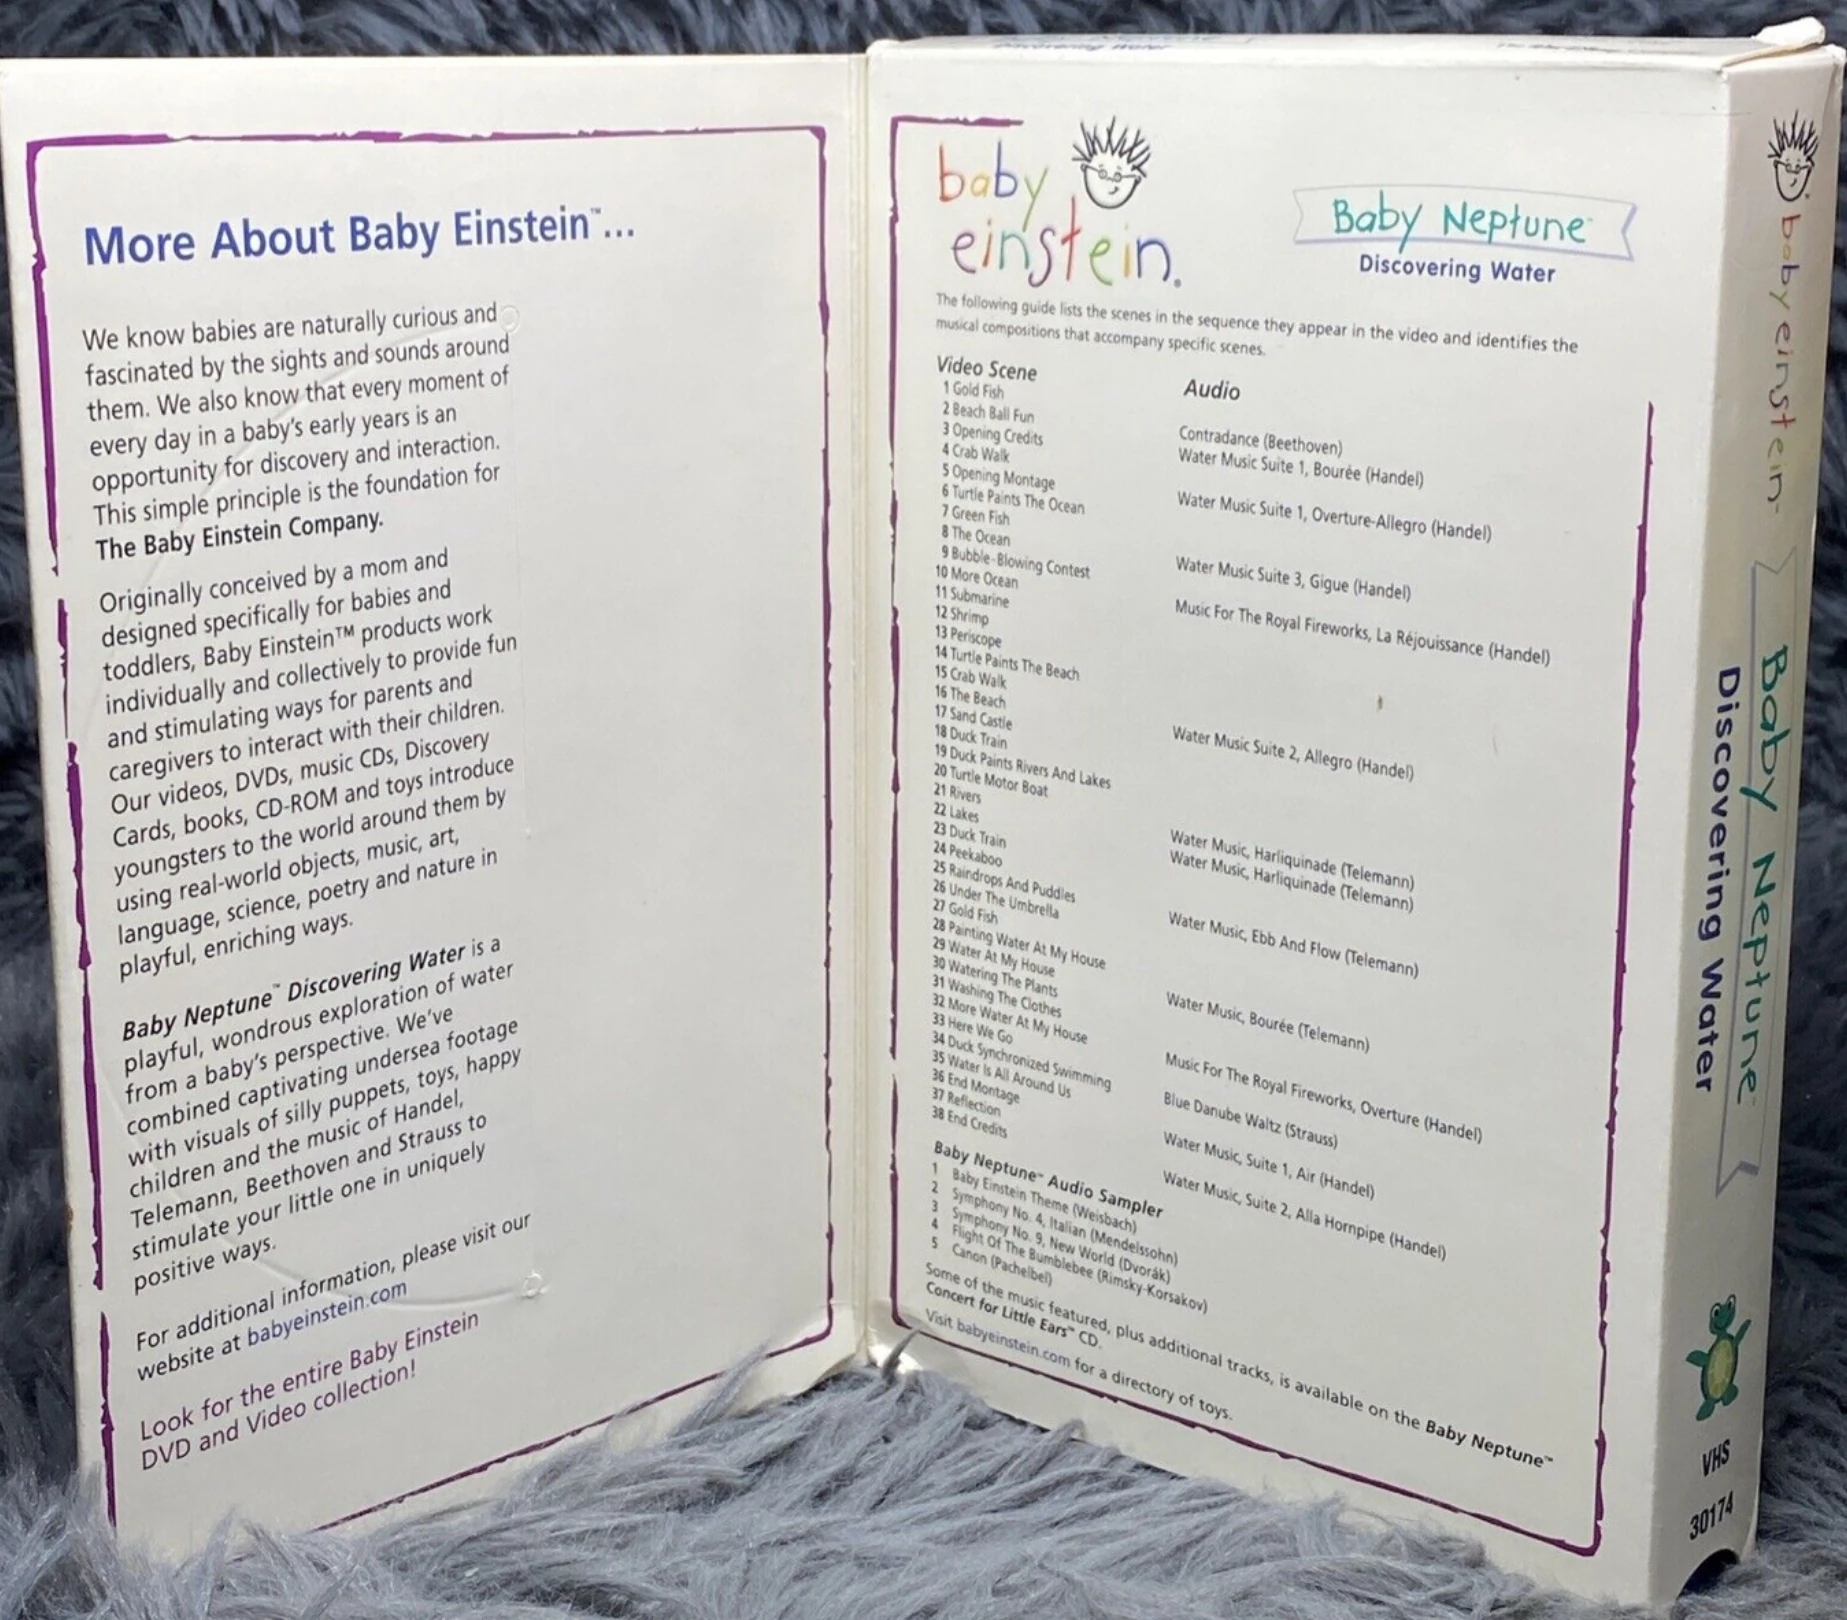 More About Baby Einstein™...
We know babies are naturally curious and
fascinated by the sights and sounds around
them. We also know that every moment of
every day in a baby's early years is an
opportunity for discovery and interaction.
This simple principle is the foundation for
The Baby Einstein Company.
Originally conceived by a mom and
designed specifically for babies and
toddlers, Baby Einstein™ products work
individually and collectively to provide fun
and stimulating ways for parents and
caregivers to interact with their children.
Our videos, DVDs, music CDs, Discovery
Cards, books, CD-ROM and toys introduce
youngsters to the world around them by
using real-world objects, music, art,
language, science, poetry and nature in
playful, enriching ways.
Baby Neptune™ Discovering Water is a
playful, wondrous exploration of water
from a baby's perspective. We've
combined captivating undersea footage
with visuals of silly puppets, toys, happy
children and the music of Handel,
Telemann, Beethoven and Strauss to
stimulate your little one in uniquely
positive ways.
For additional information, please visit our
website at babyeinstein.com
Look for the entire Baby Einstein
DVD and Video collection!
baby
einstein®
Baby Neptune™
Discovering Water
The following guide lists the scenes in the sequence they appear in the video and identifies the
musical compositions that accompany specific scenes.
Video Scene
1 Gold Fish
2 Beach Ball Fun
3 Opening Credits
4 Crab Walk
5 Opening Montage
6 Turtle Paints The Ocean
7 Green Fish
8 The Ocean
9 Bubble-Blowing Contest
10 More Ocean
11 Submarine
12 Shrimp
13 Periscope
14 Turtle Paints The Beach
15 Crab Walk
16 The Beach
17 Sand Castle
18 Duck Train
19 Duck Paints Rivers And Lakes
20 Turtle Motor Boat
21 Rivers
22 Lakes
23 Duck Train
24 Peekaboo
25 Raindrops And Puddles
26 Under The Umbrella
27 Gold Fish
28 Painting Water At My House
29 Water At My House
30 Watering The Plants
31 Washing The Clothes
32 More Water At My House
33 Here We Go
34 Duck Synchronized Swimming
35 Water Is All Around Us
36 End Montage
37 Reflection
38 End Credits
Audio
Contradance (Beethoven)
Water Music Suite 1, Bourée (Handel)
Water Music Suite 1, Overture-Allegro (Handel)
Water Music Suite 3, Gigue (Handel)
Music For The Royal Fireworks, La Réjouissance (Handel)
Water Music Suite 2, Allegro (Handel)
Water Music, Harliquinade (Telemann)
Water Music, Harliquinade (Telemann)
Water Music, Ebb And Flow (Telemann)
Water Music, Bourée (Telemann)
Music For The Royal Fireworks, Overture (Handel)
Blue Danube Waltz (Strauss)
Water Music, Suite 1, Air (Handel)
Water Music, Suite 2, Alla Hornpipe (Handel)
Baby Neptune™ Audio Sampler
1 Baby Einstein Theme (Weisbach)
2 Symphony No. 4, Italian (Mendelssohn)
3 Symphony No. 9, New World (Dvorák)
4 Flight Of The Bumblebee (Rimsky-Korsakov)
5 Canon (Pachelbel)
Some of the music featured, plus additional tracks, is available on the Baby Neptune™
Concert for Little Ears™ CD.
Visit babyeinstein.com for a directory of toys.
baby einstein
Baby Neptune™
Discovering Water
VHS
30174